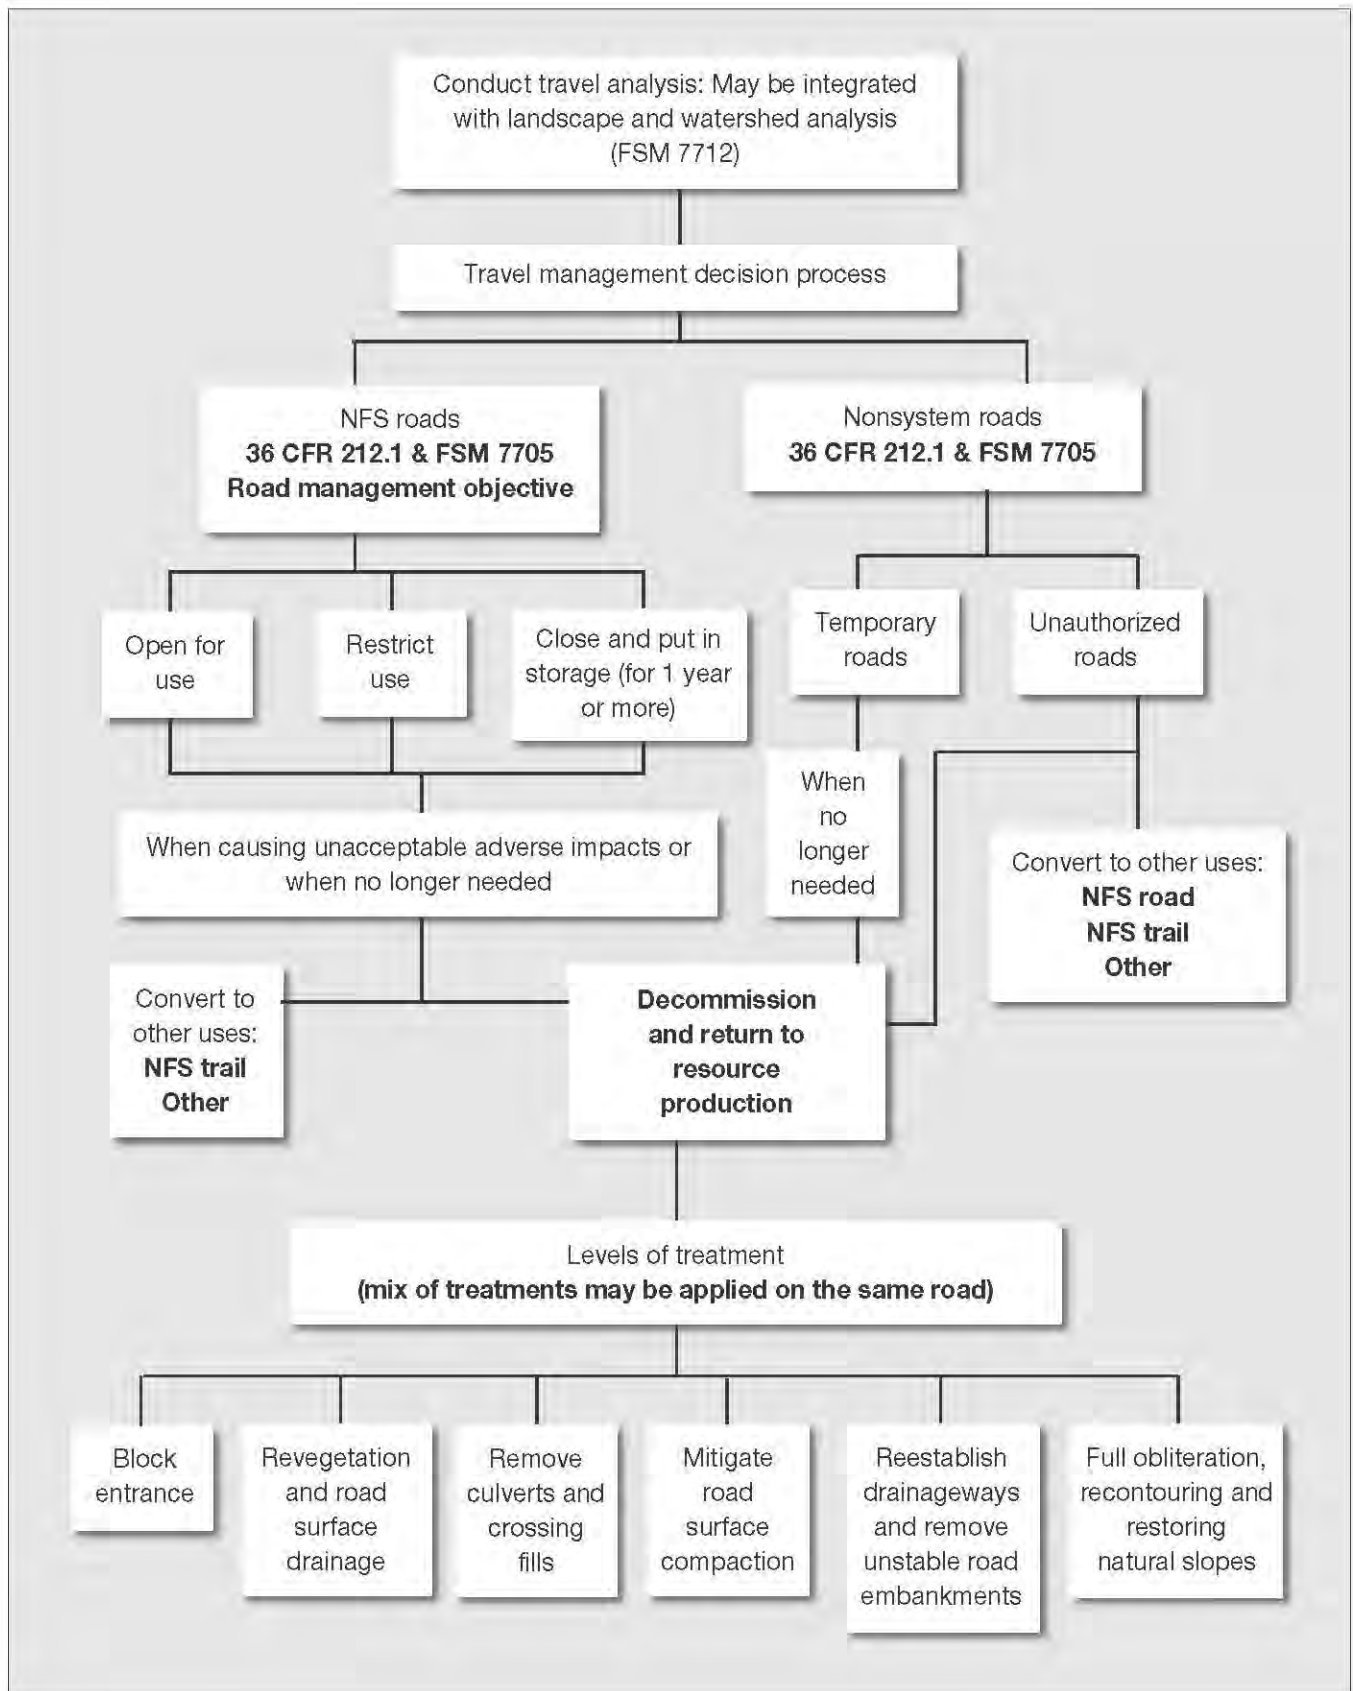 Conduct travel analysis: May be integrated
with landscape and watershed analysis
(FSM 7712)
Travel management decision process
NFS roads
36 CFR 212.1 & FSM 7705
Road management objective
Nonsystem roads
36 CFR 212.1 & FSM 7705
Open for
use
Restrict
use
Close and put in
storage (for 1 year
or more)
Temporary
roads
Unauthorized
roads
When causing unacceptable adverse impacts or
when no longer needed
When
no
longer
needed
Convert to other uses:
NFS road
NFS trail
Other
Convert to
other uses:
NFS trail
Other
Decommission
and return to
resource
production
Levels of treatment
(mix of treatments may be applied on the same road)
Block
entrance
Revegetation
and road
surface
drainage
Remove
culverts and
crossing
fills
Mitigate
road
surface
compaction
Reestablish
drainageways
and remove
unstable road
embankments
Full obliteration,
recontouring and
restoring
natural slopes